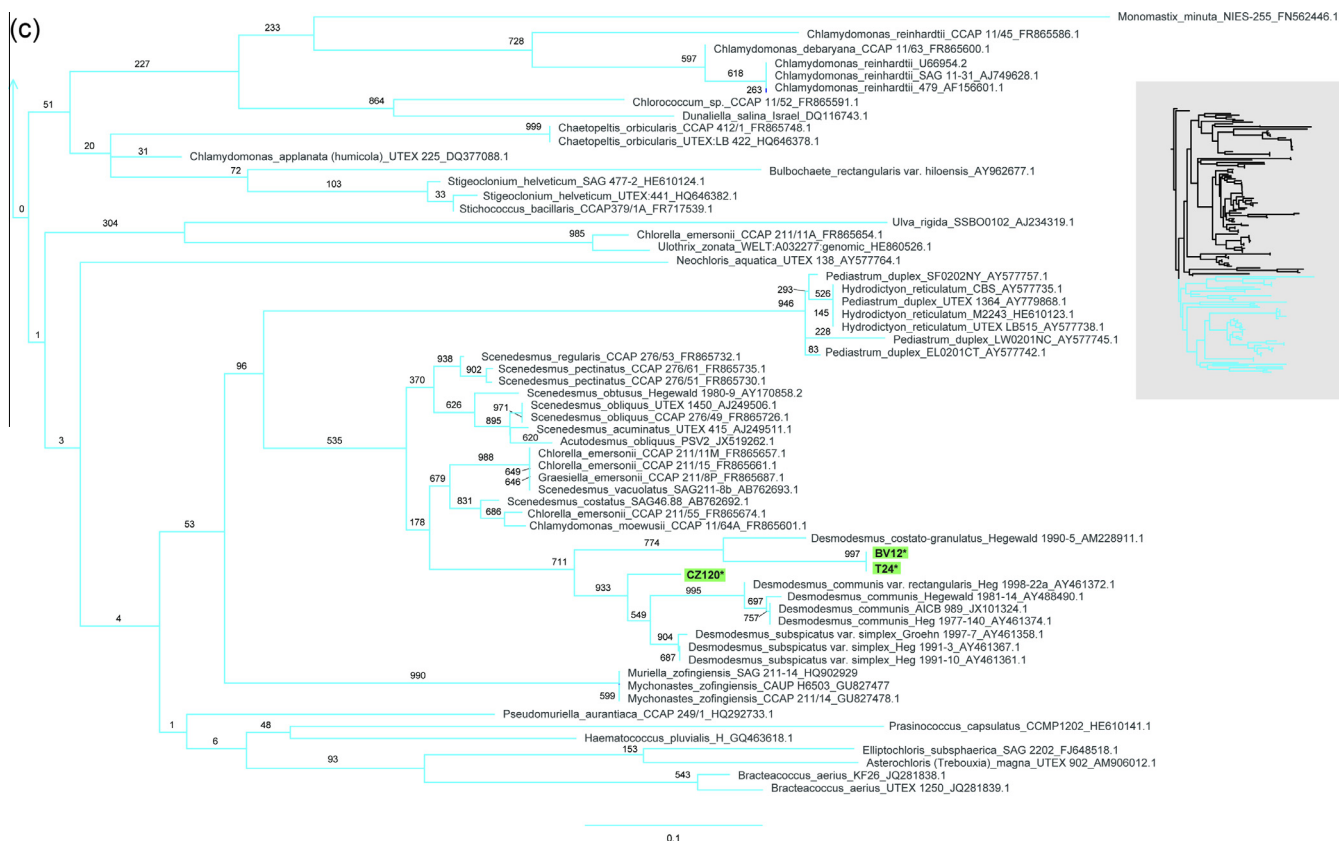 (c)
233
Monomastix_minuta_NIES-255_FN562446.1
728
Chlamydomonas_reinhardtii_CCAP 11/45_FR865586.1
597
Chlamydomonas_debaryana_CCAP 11/63_FR865600.1
227
618
Chlamydomonas_reinhardtii_U66954.2
Chlamydomonas_reinhardtii_SAG 11-31_AJ749628.1
263
Chlamydomonas_reinhardtii_479_AF156601.1
51
864
Chlorococcum_sp._CCAP 11/52_FR865591.1
Dunaliella_salina_Israel_DQ116743.1
999
Chaetopeltis_orbicularis_CCAP 412/1_FR865748.1
Chaetopeltis_orbicularis_UTEX:LB 422_HQ646378.1
20
31
Chlamydomonas_applanata (humicola)_UTEX 225_DQ377088.1
72
Bulbochaete_rectangularis var. hiloensis_AY962677.1
103
Stigeoclonium_helveticum_SAG 477-2_HE610124.1
33
Stigeoclonium_helveticum_UTEX:441_HQ646382.1
Stichococcus_bacillaris_CCAP379/1A_FR717539.1
0
304
Ulva_rigida_SSBO0102_AJ234319.1
985
Chlorella_emersonii_CCAP 211/11A_FR865654.1
Ulothrix_zonata_WELT:A032277:genomic_HE860526.1
Neochloris_aquatica_UTEX 138_AY577764.1
1
293
Pediastrum_duplex_SF0202NY_AY577757.1
526
Hydrodictyon_reticulatum_CBS_AY577735.1
946
Pediastrum_duplex_UTEX 1364_AY779868.1
145
Hydrodictyon_reticulatum_M2243_HE610123.1
Hydrodictyon_reticulatum_UTEX LB515_AY577738.1
228
Pediastrum_duplex_LW0201NC_AY577745.1
83
Pediastrum_duplex_EL0201CT_AY577742.1
96
938
Scenedesmus_regularis_CCAP 276/53_FR865732.1
902
Scenedesmus_pectinatus_CCAP 276/61_FR865735.1
370
Scenedesmus_pectinatus_CCAP 276/51_FR865730.1
626
Scenedesmus_obtusus_Hegewald 1980-9_AY170858.2
971
Scenedesmus_obliquus_UTEX 1450_AJ249506.1
Scenedesmus_obliquus_CCAP 276/49_FR865726.1
895
Scenedesmus_acuminatus_UTEX 415_AJ249511.1
620
Acutodesmus_obliquus_PSV2_JX519262.1
3
535
988
Chlorella_emersonii_CCAP 211/11M_FR865657.1
649
Chlorella_emersonii_CCAP 211/15_FR865661.1
679
646
Graesiella_emersonii_CCAP 211/8P_FR865687.1
Scenedesmus_vacuolatus_SAG211-8b_AB762693.1
831
Scenedesmus_costatus_SAG46.88_AB762692.1
686
Chlorella_emersonii_CCAP 211/55_FR865674.1
178
Chlamydomonas_moewusii_CCAP 11/64A_FR865601.1
53
774
Desmodesmus_costato-granulatus_Hegewald 1990-5_AM228911.1
997
BV12*
T24*
711
CZ120*
933
995
Desmodesmus_communis var. rectangularis_Heg 1998-22a_AY461372.1
697
Desmodesmus_communis_Hegewald 1981-14_AY488490.1
757
Desmodesmus_communis_AICB 989_JX101324.1
549
Desmodesmus_communis_Heg 1977-140_AY461374.1
4
904
Desmodesmus_subspicatus var. simplex_Groehn 1997-7_AY461358.1
Desmodesmus_subspicatus var. simplex_Heg 1991-3_AY461367.1
687
Desmodesmus_subspicatus var. simplex_Heg 1991-10_AY461361.1
990
Muriella_zofingiensis_SAG 211-14_HQ902929
Mychonastes_zofingiensis_CAUP H6503_GU827477
599
Mychonastes_zofingiensis_CCAP 211/14_GU827478.1
1
Pseudomuriella_aurantiaca_CCAP 249/1_HQ292733.1
48
Prasinococcus_capsulatus_CCMP1202_HE610141.1
6
Haematococcus_pluvialis_H_GQ463618.1
153
Elliptochloris_subsphaerica_SAG 2202_FJ648518.1
93
Asterochloris (Trebouxia)_magna_UTEX 902_AM906012.1
543
Bracteacoccus_aerius_KF26_JQ281838.1
Bracteacoccus_aerius_UTEX 1250_JQ281839.1
0.1